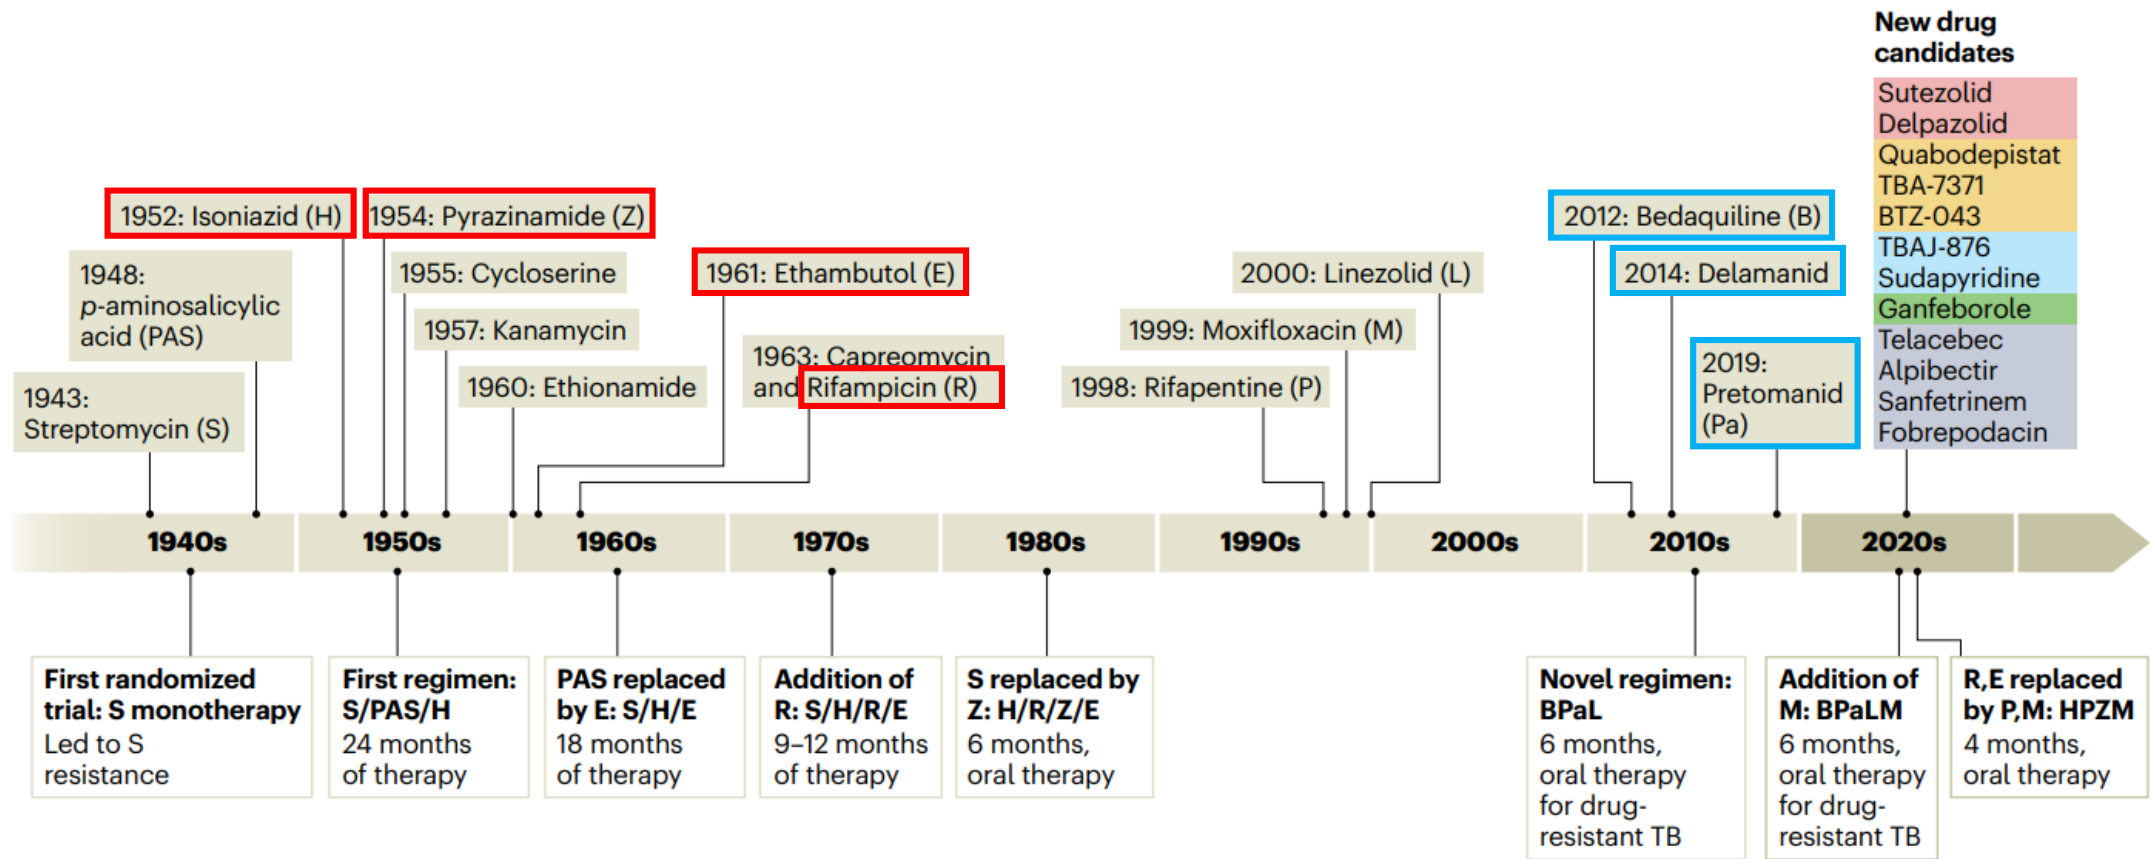 New drug
candidates
Sutezolid
Delpazolid
Quabodepistat
TBA-7371
BTZ-043
TBAJ-876
Sudapyridine
Ganfeborole
Telacebec
Alpibectir
Sanfetrinem
Fobrepodacin
1943:
Streptomycin (S)
1948:
p-aminosalicylic
acid (PAS)
1952: Isoniazid (H)
1954: Pyrazinamide (Z)
1955: Cycloserine
1957: Kanamycin
1960: Ethionamide
1961: Ethambutol (E)
1963: Capreomycin
and Rifampicin (R)
1998: Rifapentine (P)
1999: Moxifloxacin (M)
2000: Linezolid (L)
2012: Bedaquiline (B)
2014: Delamanid
2019:
Pretomanid
(Pa)
1940s
1950s
1960s
1970s
1980s
1990s
2000s
2010s
2020s
First randomized
trial: S monotherapy
Led to S
resistance
First regimen:
S/PAS/H
24 months
of therapy
PAS replaced
by E: S/H/E
18 months
of therapy
Addition of
R: S/H/R/E
9–12 months
of therapy
S replaced by
Z: H/R/Z/E
6 months,
oral therapy
Novel regimen:
BPaL
6 months,
oral therapy
for drug-
resistant TB
Addition of
M: BPaLM
6 months,
oral therapy
for drug-
resistant TB
R,E replaced
by P,M: HPZM
4 months,
oral therapy